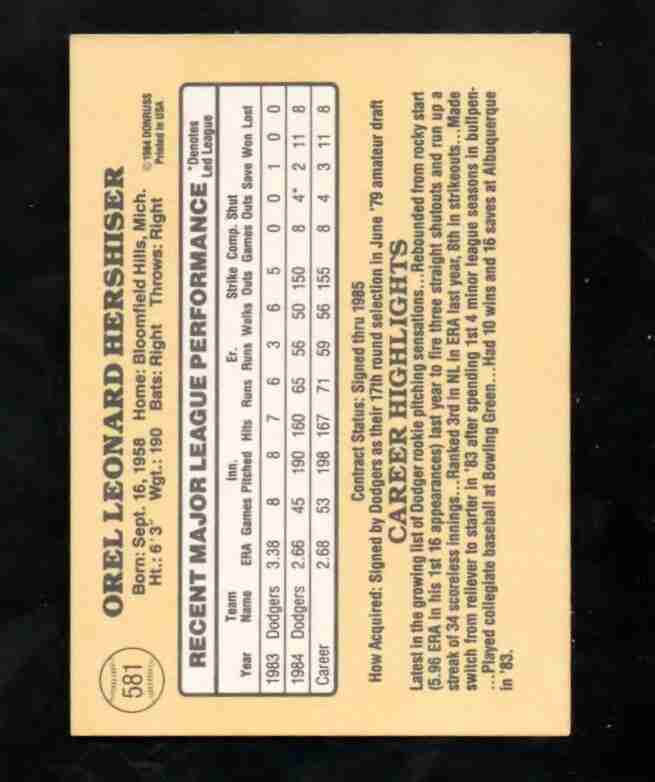 581
OREL LEONARD HERSHISER
Born: Sept. 16, 1958 Home: Bloomfield Hills, Mich.
Ht.: 6'3" Wgt.: 190 Bats: Right Throws: Right
© 1984 DONRUSS
Printed in USA
RECENT MAJOR LEAGUE PERFORMANCE
*Denotes
Led League
Team Inn. Er. Strike Comp. Shut
Year Name ERA Games Pitched Hits Runs Runs Walks Outs Games Outs Save Won Lost
1983 Dodgers 3.38 8 8 7 6 3 6 5 0 0 1 0 0
1984 Dodgers 2.66 45 190 160 65 56 50 150 8 4* 2 11 8
Career 2.68 53 198 167 71 59 56 155 8 4 3 11 8
Contract Status: Signed thru 1985
How Acquired: Signed by Dodgers as their 17th round selection in June '79 amateur draft
CAREER HIGHLIGHTS
Latest in the growing list of Dodger rookie pitching sensations...Rebounded from rocky start
(5.96 ERA in his 1st 16 appearances) last year to fire three straight shutouts and run up a
streak of 34 scoreless innings...Ranked 3rd in NL in ERA last year, 8th in strikeouts...Made
switch from reliever to starter in '83 after spending 1st 4 minor league seasons in bullpen-
...Played collegiate baseball at Bowling Green...Had 10 wins and 16 saves at Albuquerque
in '83.